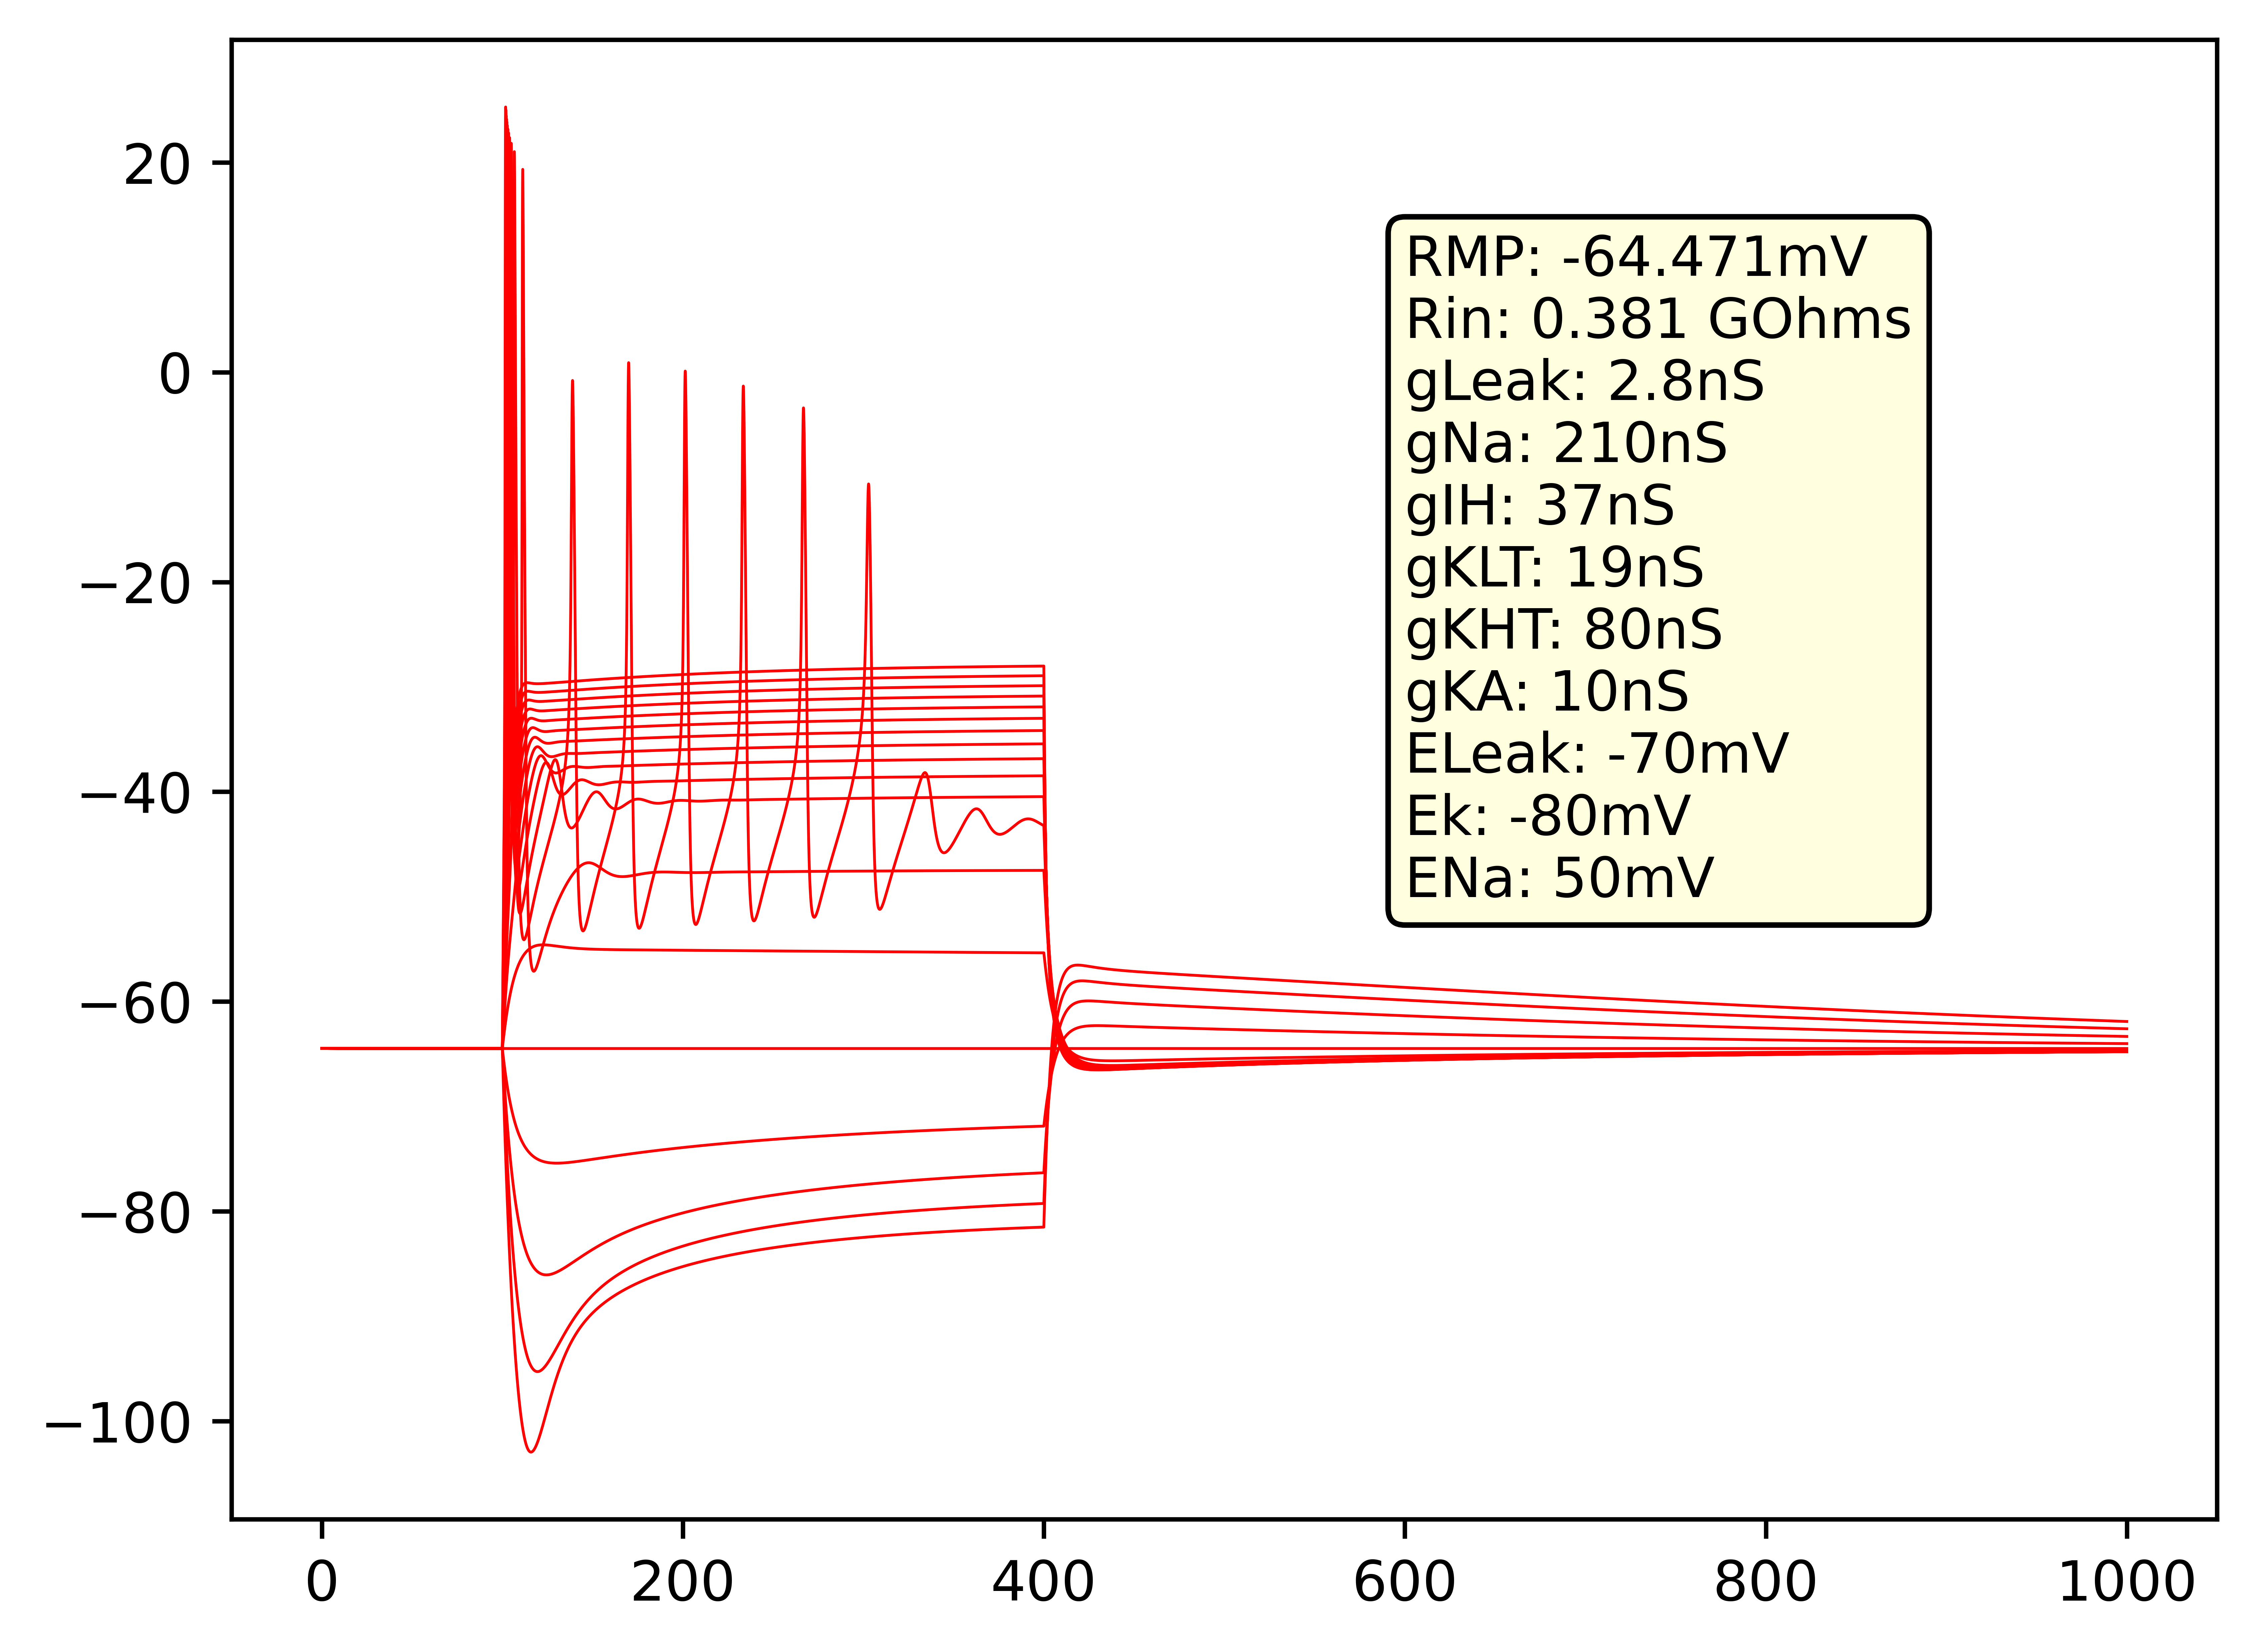 20
0
−20
−40
−60
−80
−100
RMP: -64.471mV
Rin: 0.381 GOhms
gLeak: 2.8nS
gNa: 210nS
gIH: 37nS
gKLT: 19nS
gKHT: 80nS
gKA: 10nS
ELeak: -70mV
Ek: -80mV
ENa: 50mV
0 200 400 600 800 1000